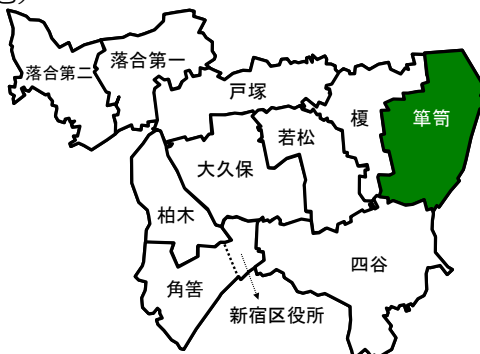 落合第二
落合第一
戸塚
榎
箪笥
若松
大久保
柏木
四谷
角筈
新宿区役所